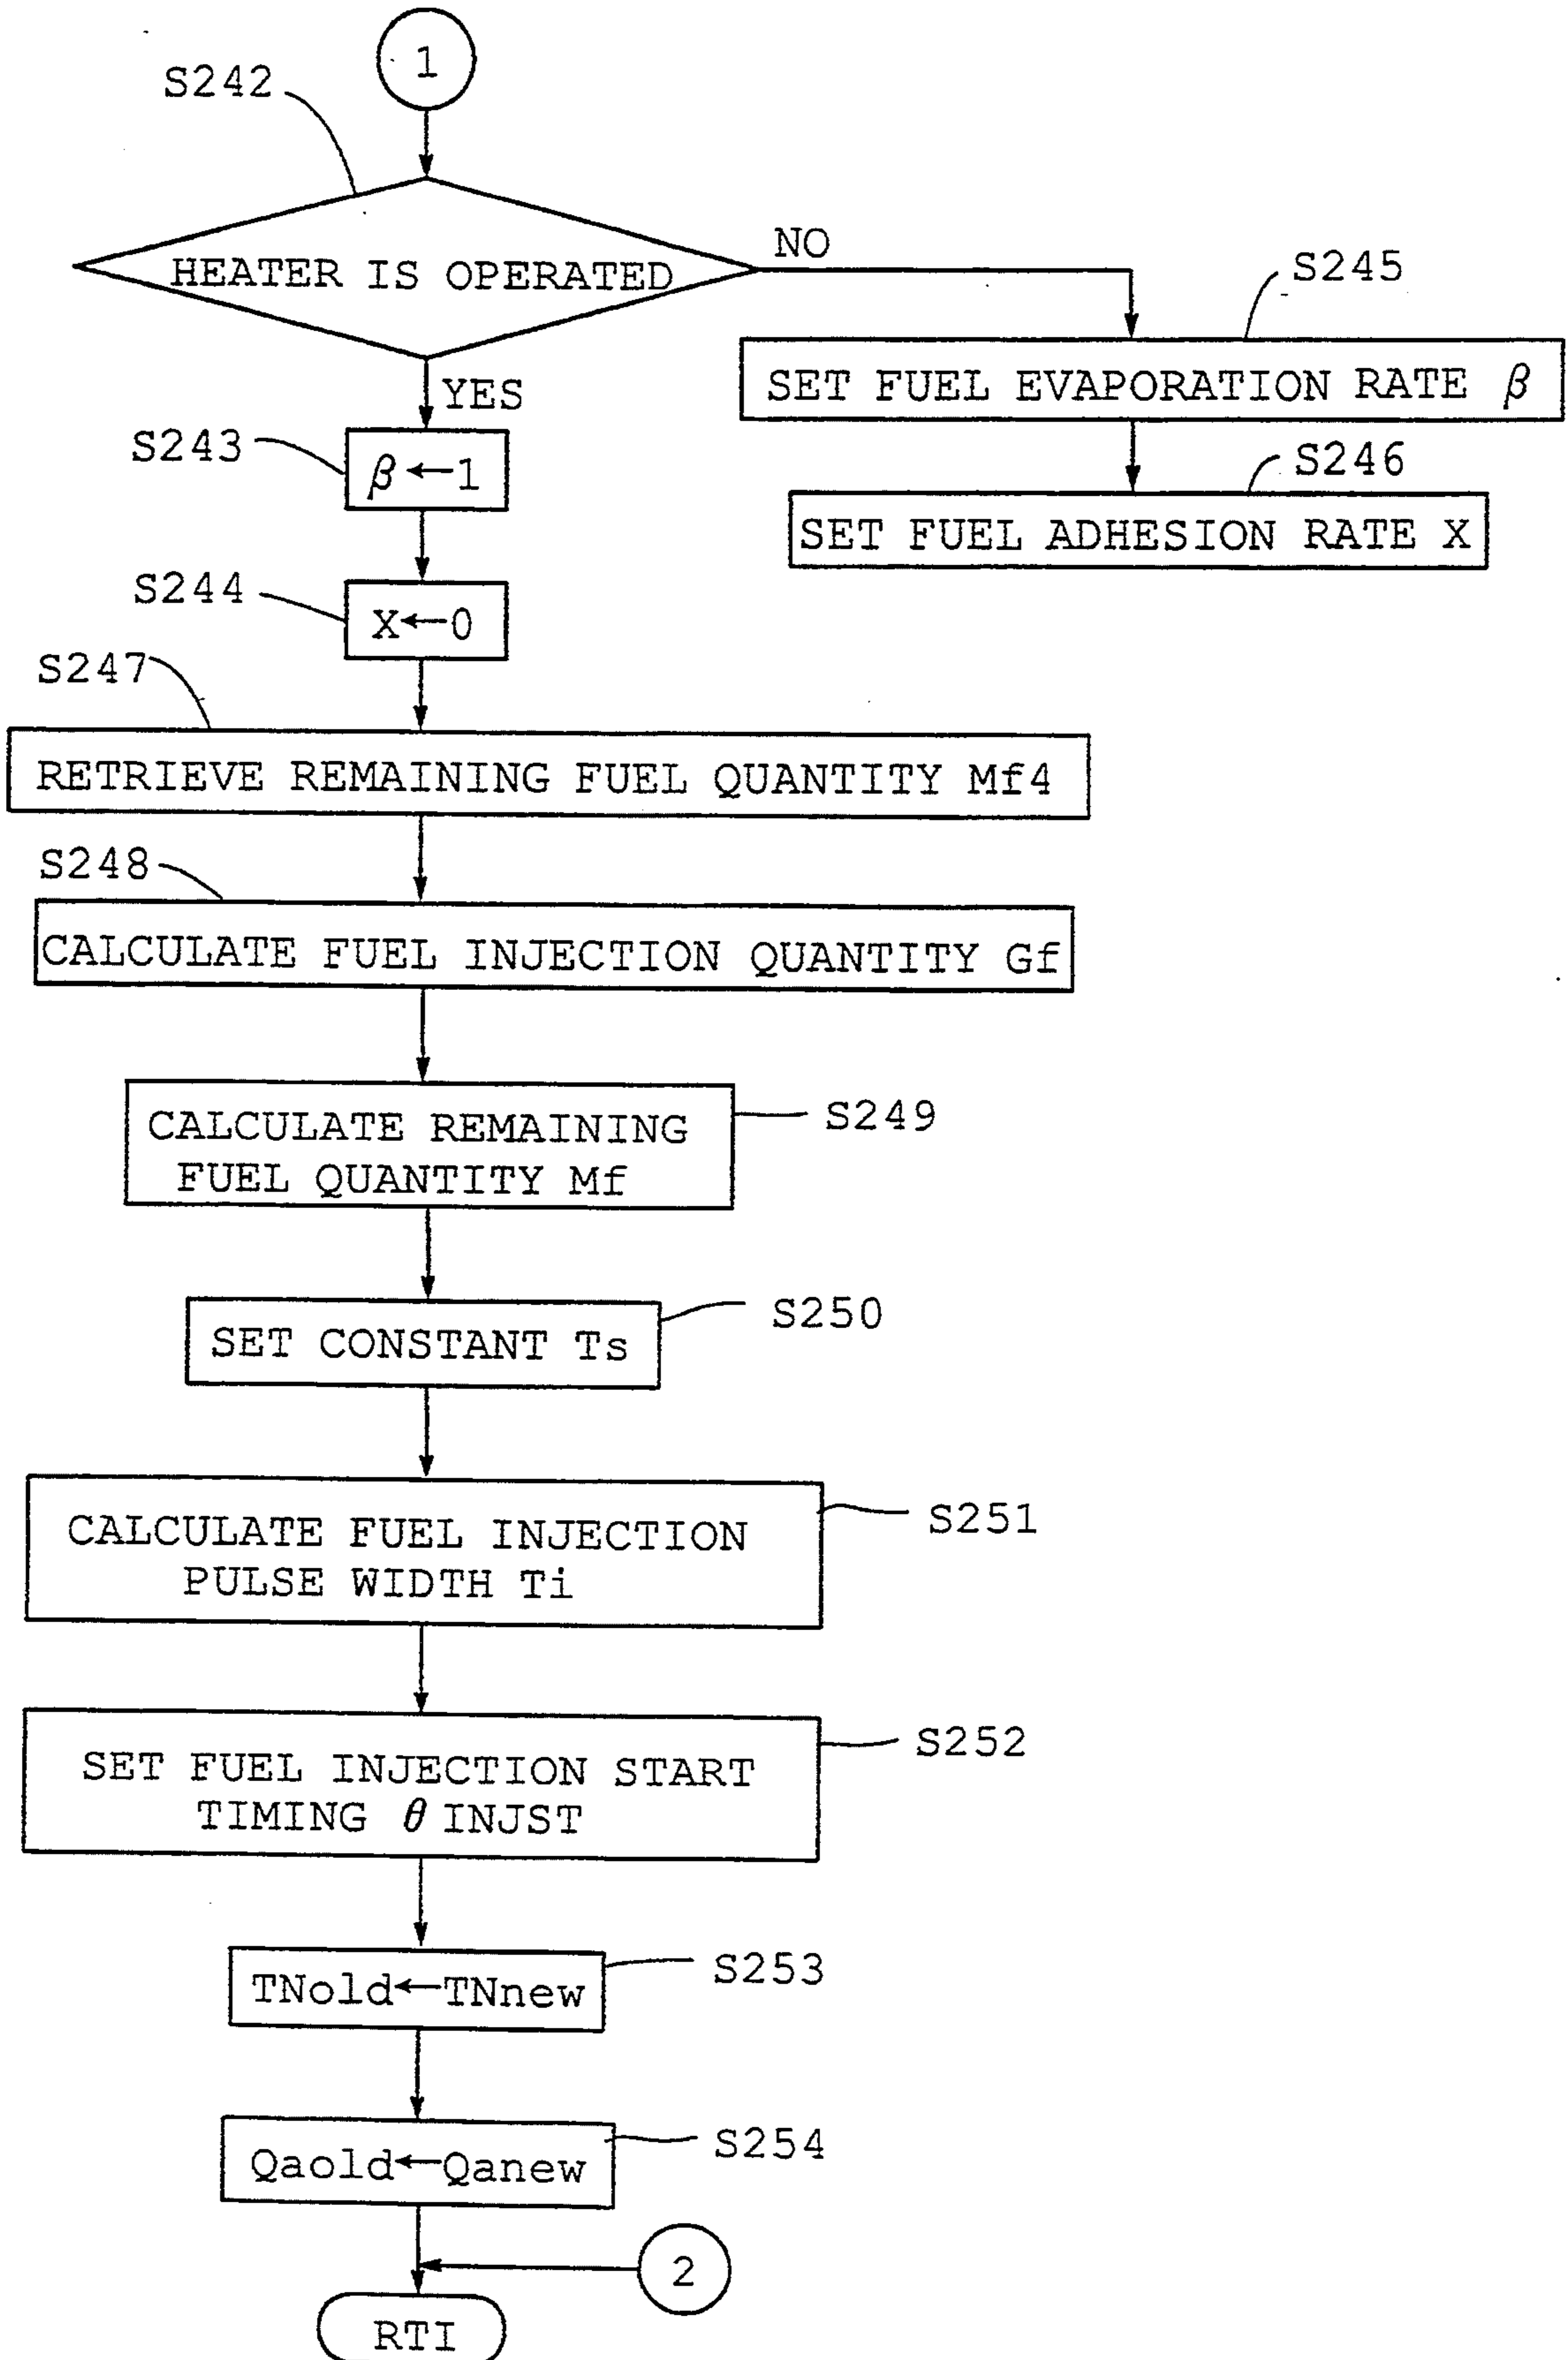 1
S242
HEATER IS OPERATED
NO
YES
S245
SET FUEL EVAPORATION RATE β
S243
β←1
S246
SET FUEL ADHESION RATE X
S244
X←0
S247
RETRIEVE REMAINING FUEL QUANTITY Mf4
S248
CALCULATE FUEL INJECTION QUANTITY Gf
CALCULATE REMAINING
FUEL QUANTITY Mf
S249
SET CONSTANT Ts
S250
CALCULATE FUEL INJECTION
PULSE WIDTH Ti
S251
SET FUEL INJECTION START
TIMING θ INJST
S252
TNold←TNnew
S253
Qaold←Qanew
S254
2
RTI